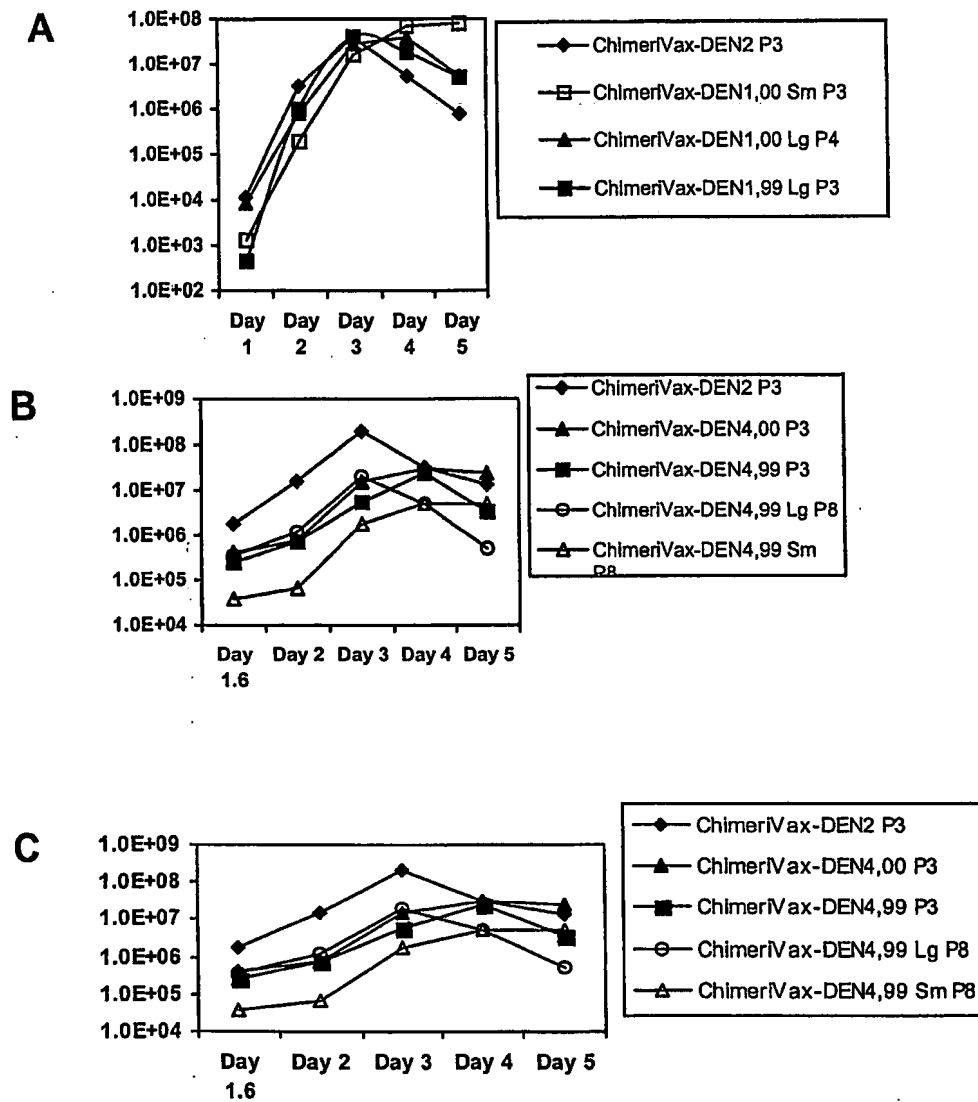 A
1.0E+08
1.0E+07
1.0E+06
1.0E+05
1.0E+04
1.0E+03
1.0E+02
Day 1
Day 2
Day 3
Day 4
Day 5
ChimeriVax-DEN2 P3
ChimeriVax-DEN1,00 Sm P3
ChimeriVax-DEN1,00 Lg P4
ChimeriVax-DEN1,99 Lg P3
B
1.0E+09
1.0E+08
1.0E+07
1.0E+06
1.0E+05
1.0E+04
Day 1.6
Day 2
Day 3
Day 4
Day 5
ChimeriVax-DEN2 P3
ChimeriVax-DEN4,00 P3
ChimeriVax-DEN4,99 P3
ChimeriVax-DEN4,99 Lg P8
ChimeriVax-DEN4,99 Sm
P8
C
1.0E+09
1.0E+08
1.0E+07
1.0E+06
1.0E+05
1.0E+04
Day 1.6
Day 2
Day 3
Day 4
Day 5
ChimeriVax-DEN2 P3
ChimeriVax-DEN4,00 P3
ChimeriVax-DEN4,99 P3
ChimeriVax-DEN4,99 Lg P8
ChimeriVax-DEN4,99 Sm P8